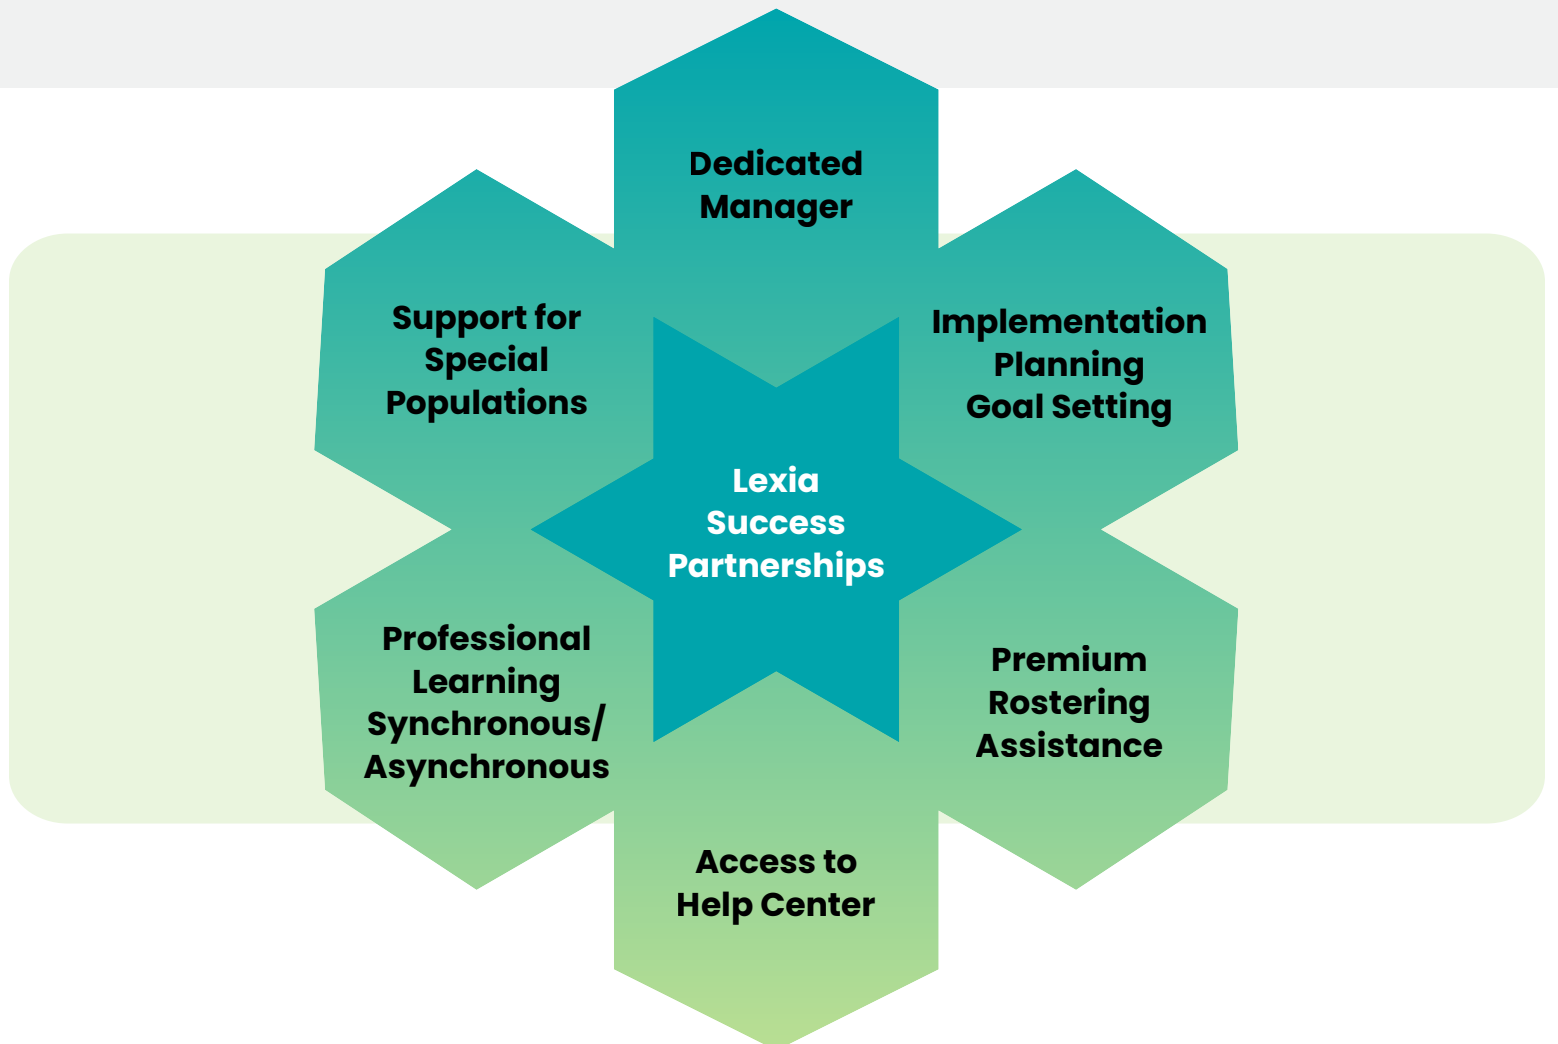 Dedicated
Manager
Support for
Special
Populations
Implementation
Planning
Goal Setting
Lexia
Success
Partnerships
Professional
Learning
Synchronous/
Asynchronous
Premium
Rostering
Assistance
Access to
Help Center